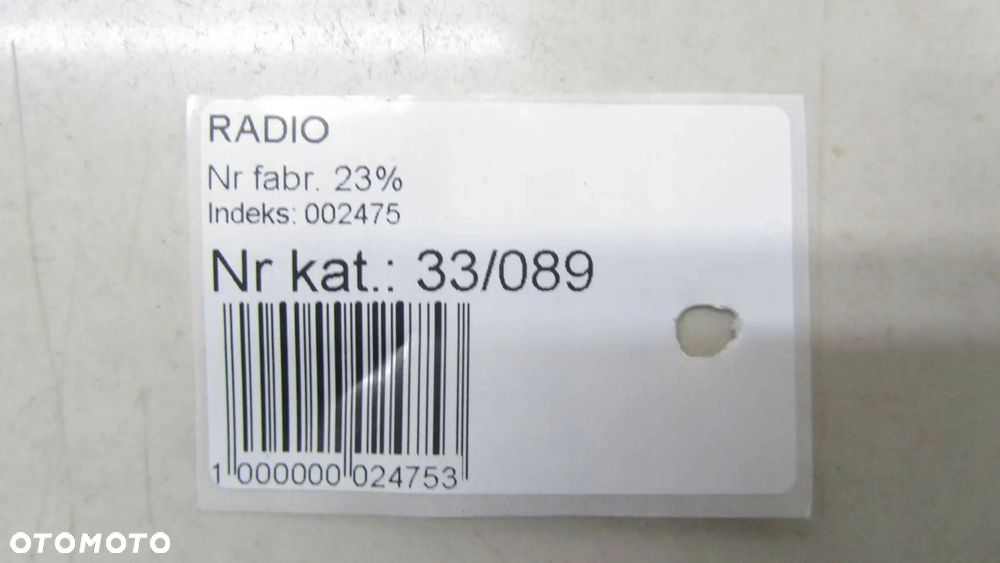 RADIO
Nr fabr. 23%
Indeks: 002475
Nr kat.: 33/089
1 000000 024753
OTOMOTO